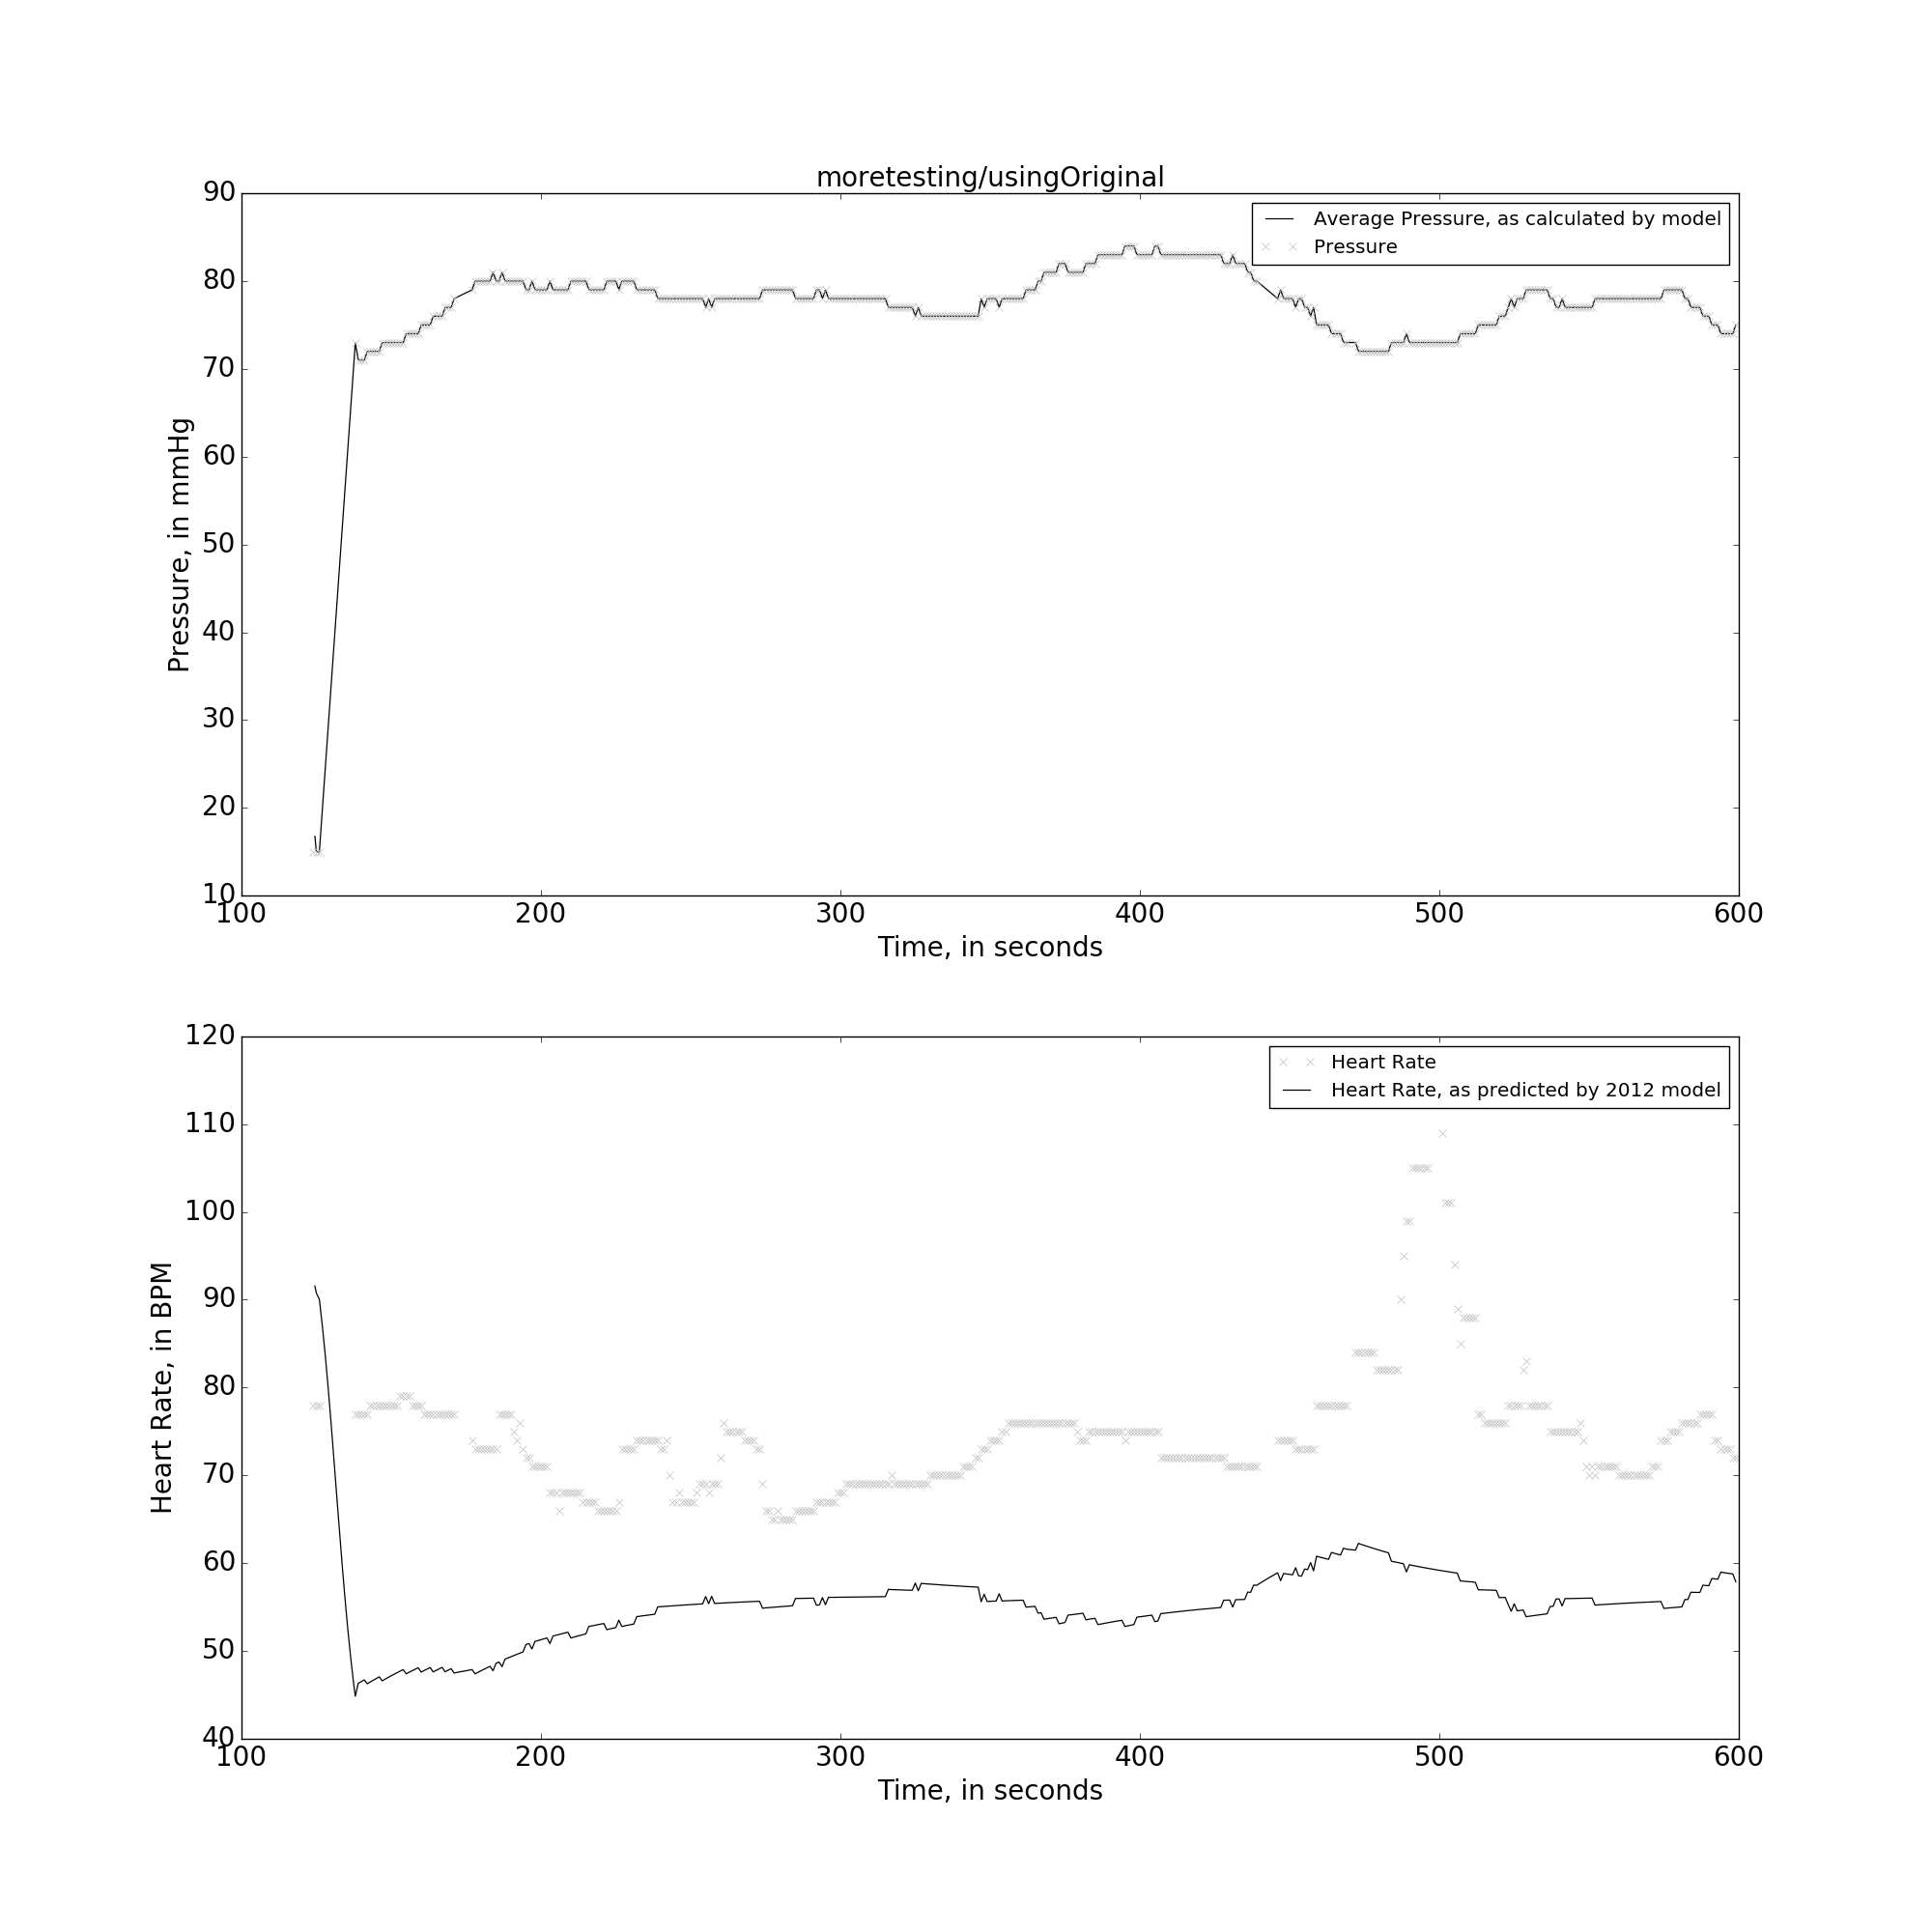 moretesting/usingOriginal
90
80
70
60
50
40
30
20
10
Pressure, in mmHg
Average Pressure, as calculated by model
Pressure
100 200 300 400 500 600
Time, in seconds
120
110
100
90
80
70
60
50
40
Heart Rate, in BPM
Heart Rate
Heart Rate, as predicted by 2012 model
100 200 300 400 500 600
Time, in seconds